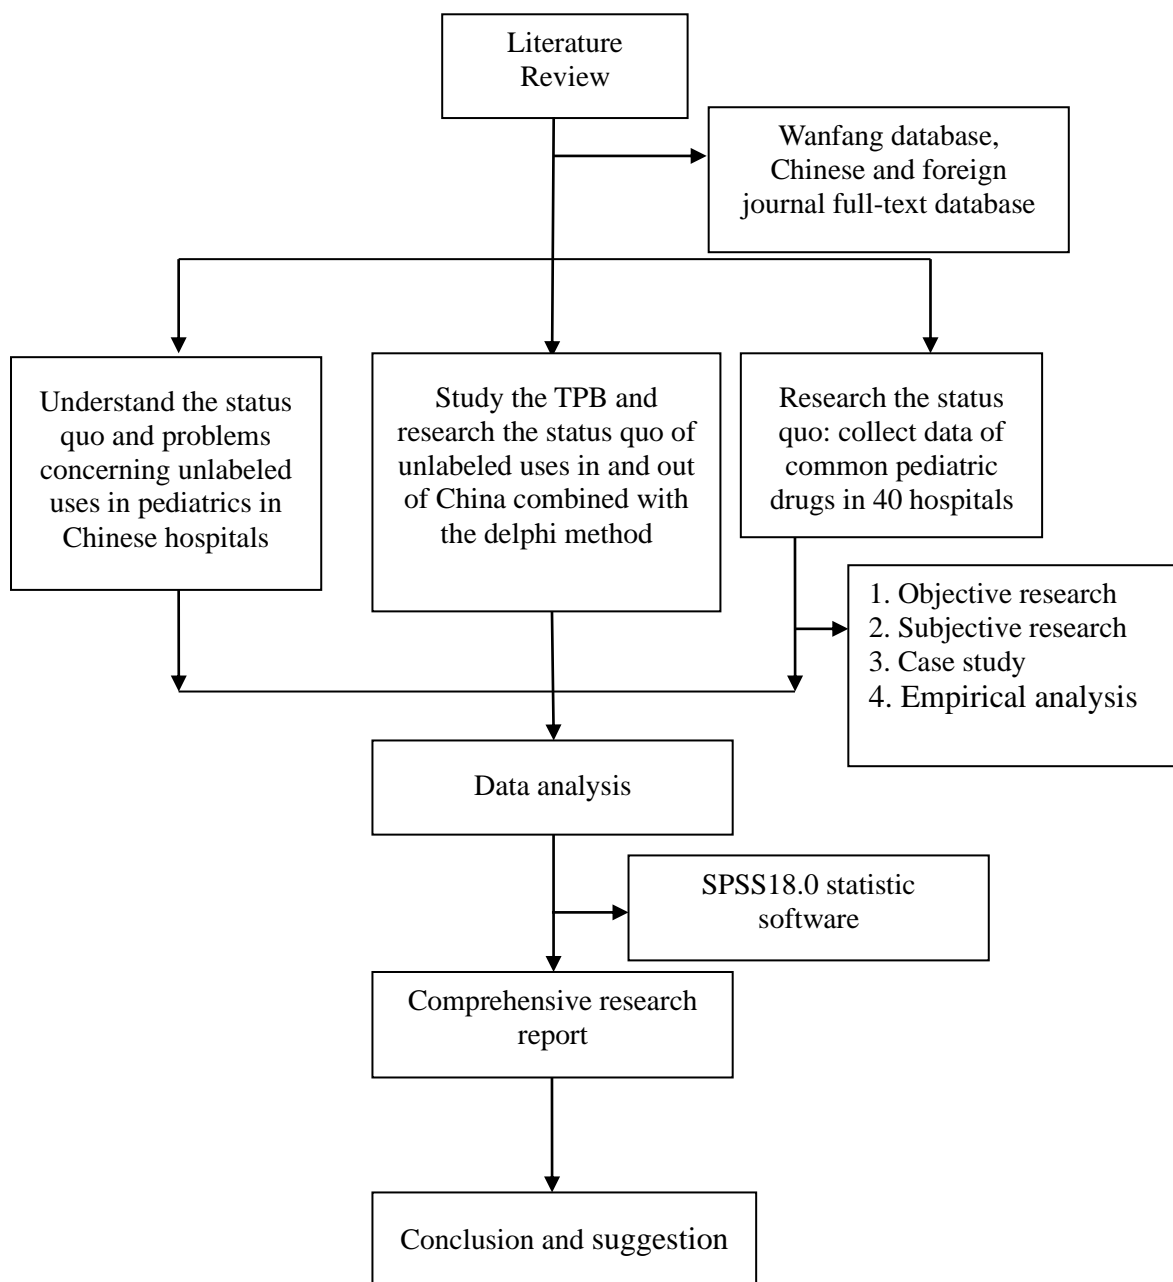 Literature
Review
Wanfang database,
Chinese and foreign
journal full-text database
Understand the status
quo and problems
concerning unlabeled
uses in pediatrics in
Chinese hospitals
Study the TPB and
research the status quo of
unlabeled uses in and out
of China combined with
the delphi method
Research the status
quo: collect data of
common pediatric
drugs in 40 hospitals
1. Objective research
2. Subjective research
3. Case study
4. Empirical analysis
Data analysis
SPSS18.0 statistic
software
Comprehensive research
report
Conclusion and suggestion